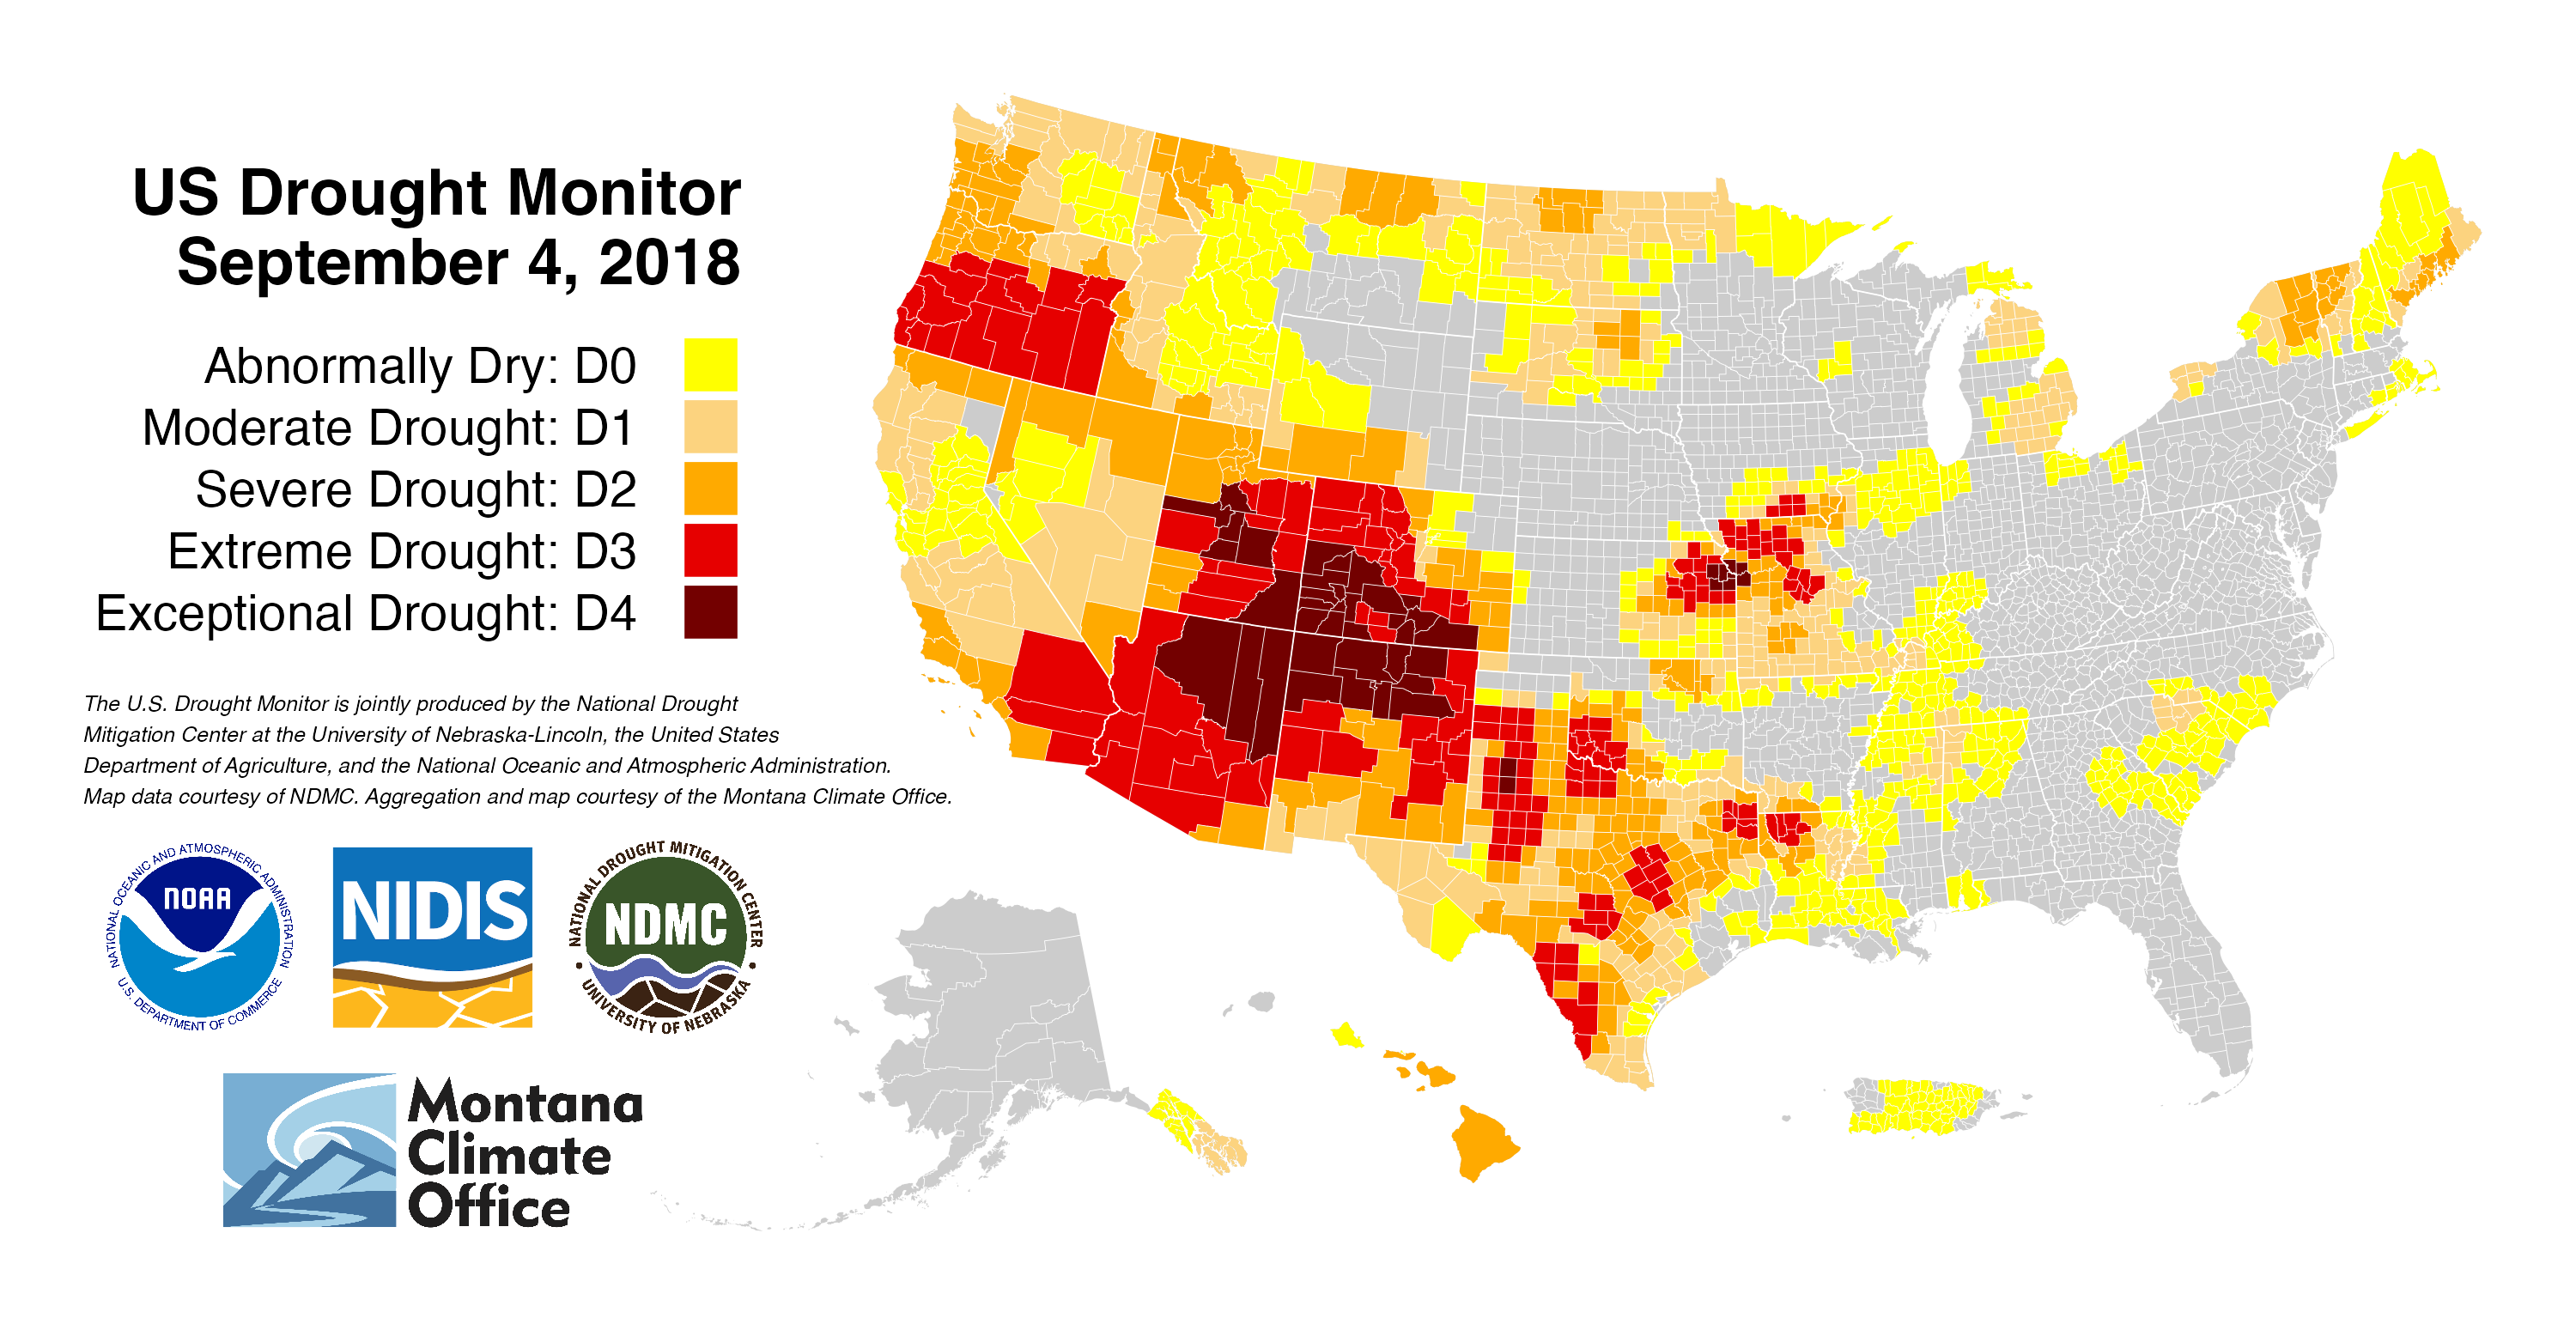 US Drought Monitor
September 4, 2018
Abnormally Dry: D0
Moderate Drought: D1
Severe Drought: D2
Extreme Drought: D3
Exceptional Drought: D4
The U.S. Drought Monitor is jointly produced by the National Drought
Mitigation Center at the University of Nebraska-Lincoln, the United States
Department of Agriculture, and the National Oceanic and Atmospheric Administration.
Map data courtesy of NDMC. Aggregation and map courtesy of the Montana Climate Office.
NATIONAL OCEANIC AND ATMOSPHERIC ADMINISTRATION
NOAA
U.S. DEPARTMENT OF COMMERCE
NIDIS
NATIONAL DROUGHT MITIGATION CENTER
NDMC
UNIVERSITY OF NEBRASKA
Montana
Climate
Office